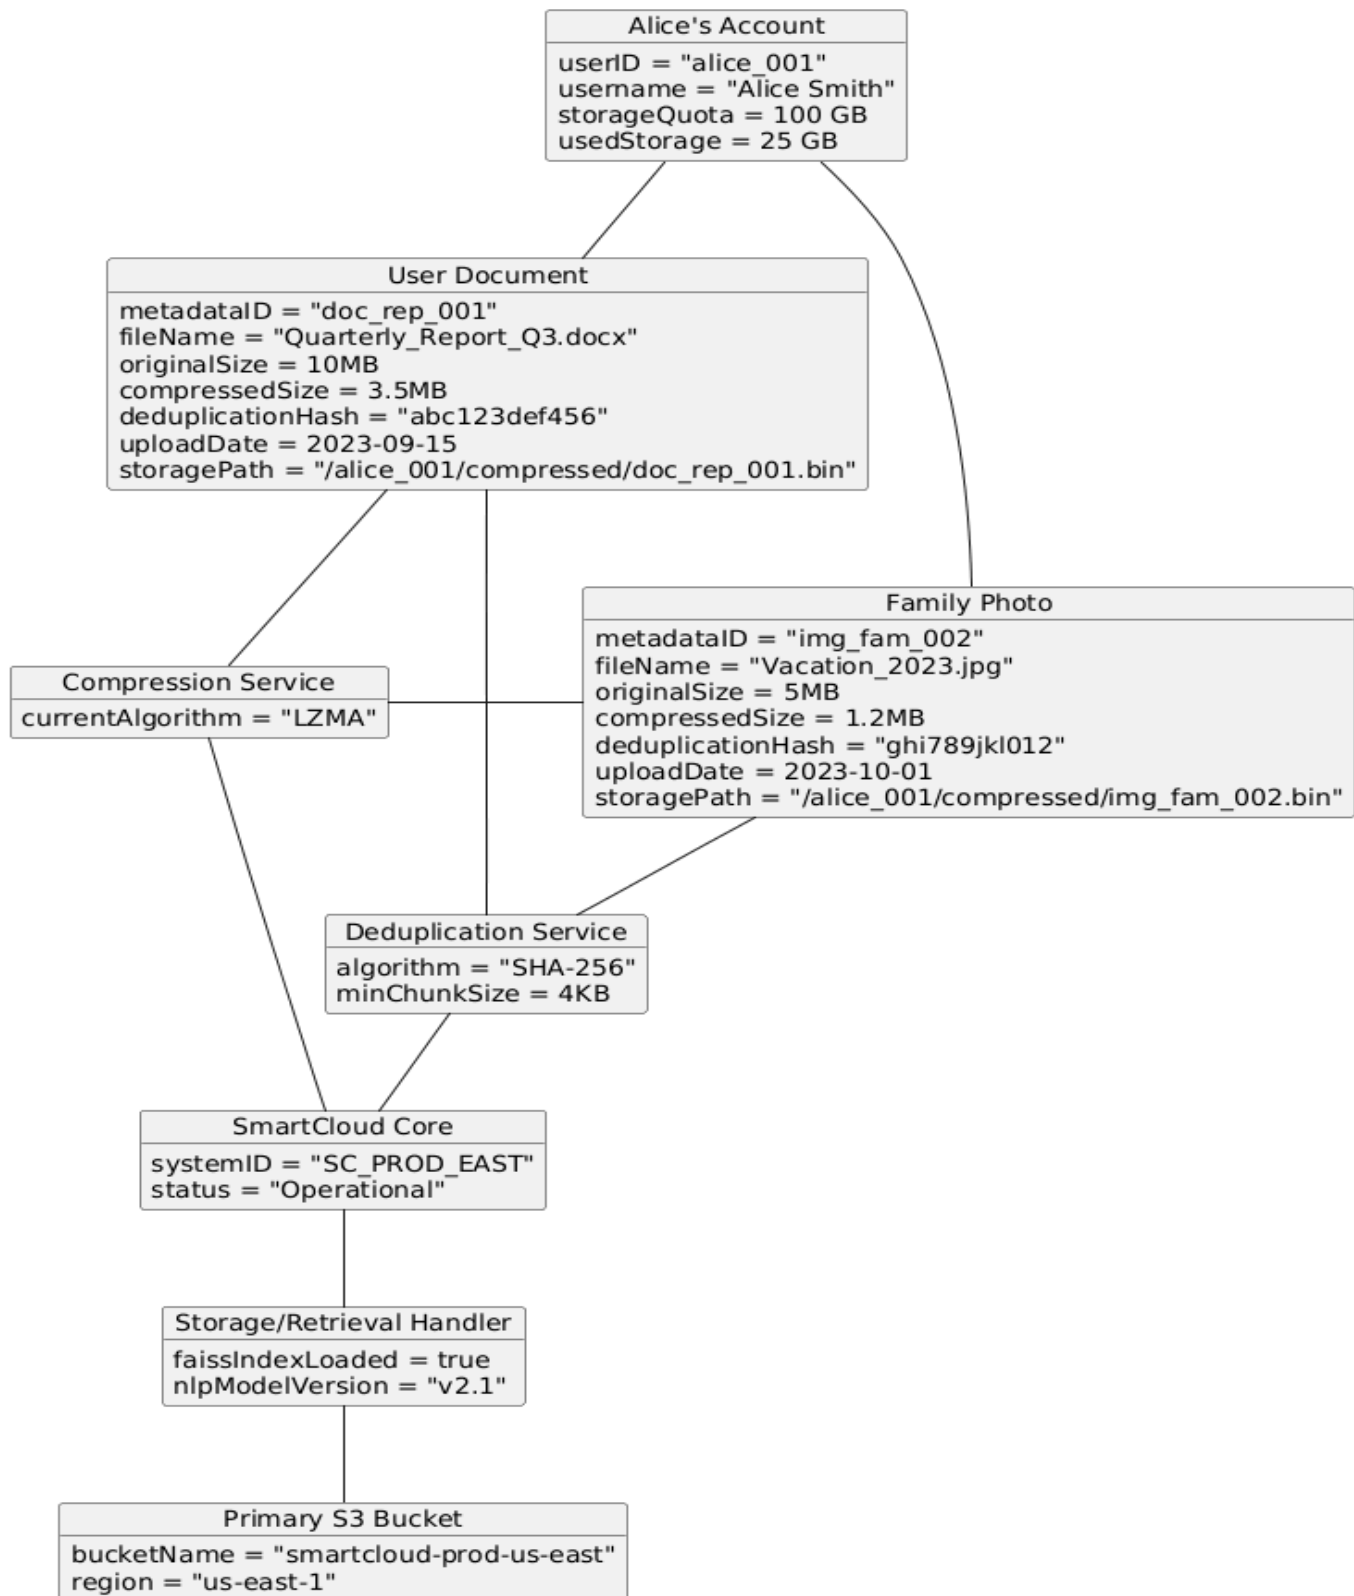 Alice's Account
userID = "alice_001"
username = "Alice Smith"
storageQuota = 100 GB
usedStorage = 25 GB
User Document
metadataID = "doc_rep_001"
fileName = "Quarterly_Report_Q3.docx"
originalSize = 10MB
compressedSize = 3.5MB
deduplicationHash = "abc123def456"
uploadDate = 2023-09-15
storagePath = "/alice_001/compressed/doc_rep_001.bin"
Family Photo
metadataID = "img_fam_002"
fileName = "Vacation_2023.jpg"
originalSize = 5MB
compressedSize = 1.2MB
deduplicationHash = "ghi789jkl012"
uploadDate = 2023-10-01
storagePath = "/alice_001/compressed/img_fam_002.bin"
Compression Service
currentAlgorithm = "LZMA"
Deduplication Service
algorithm = "SHA-256"
minChunkSize = 4KB
SmartCloud Core
systemID = "SC_PROD_EAST"
status = "Operational"
Storage/Retrieval Handler
faissIndexLoaded = true
nlpModelVersion = "v2.1"
Primary S3 Bucket
bucketName = "smartcloud-prod-us-east"
region = "us-east-1"